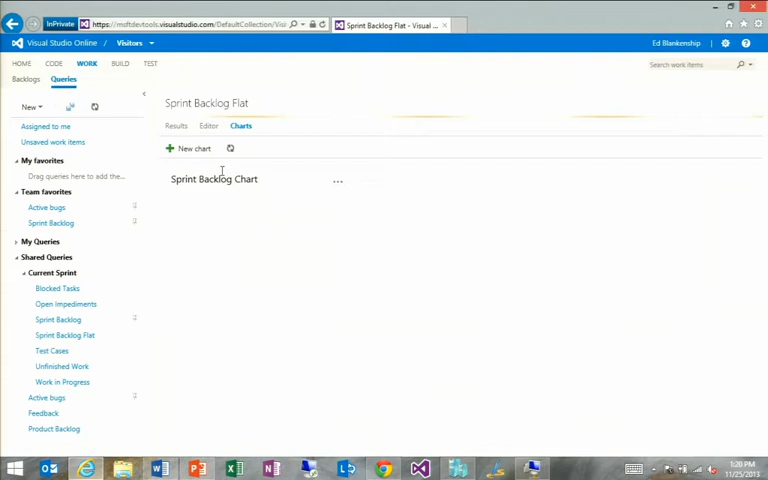 InPrivate https://msftdevtools.visualstudio.com/DefaultCollection/Visi Sprint Backlog Flat - Visual ...
Visual Studio Online / Visitors Ed Blankenship
HOME CODE WORK BUILD TEST Search work items
Backlogs Queries
New
Assigned to me
Unsaved work items
My favorites
Drag queries here to add the...
Team favorites
Active bugs
Sprint Backlog
My Queries
Shared Queries
Current Sprint
Blocked Tasks
Open Impediments
Sprint Backlog
Sprint Backlog Flat
Test Cases
Unfinished Work
Work in Progress
Active bugs
Feedback
Product Backlog
Sprint Backlog Flat
Results Editor Charts
New chart
Sprint Backlog Chart ...
1:20 PM
11/25/2013